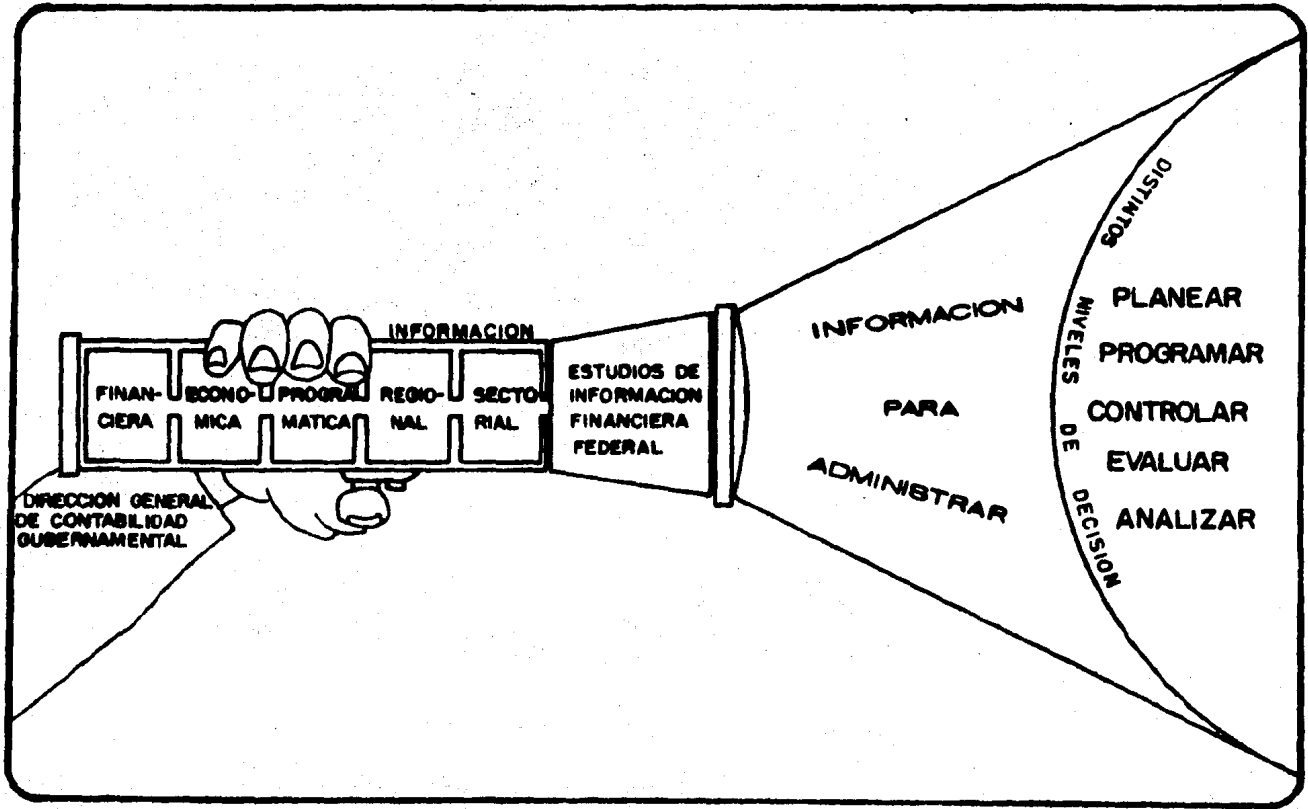 INFORMACION
FINAN-
CIERA
ECONO-
MICA
PROGRA
MATICA
REGIO-
NAL
SECTO
RIAL
DIRECCION GENERAL
DE CONTABILIDAD
GUBERNAMENTAL
ESTUDIOS DE
INFORMACION
FINANCIERA
FEDERAL
INFORMACION
PARA
ADMINISTRAR
DISTINTOS NIVELES DE DECISION
PLANEAR
PROGRAMAR
CONTROLAR
EVALUAR
ANALIZAR